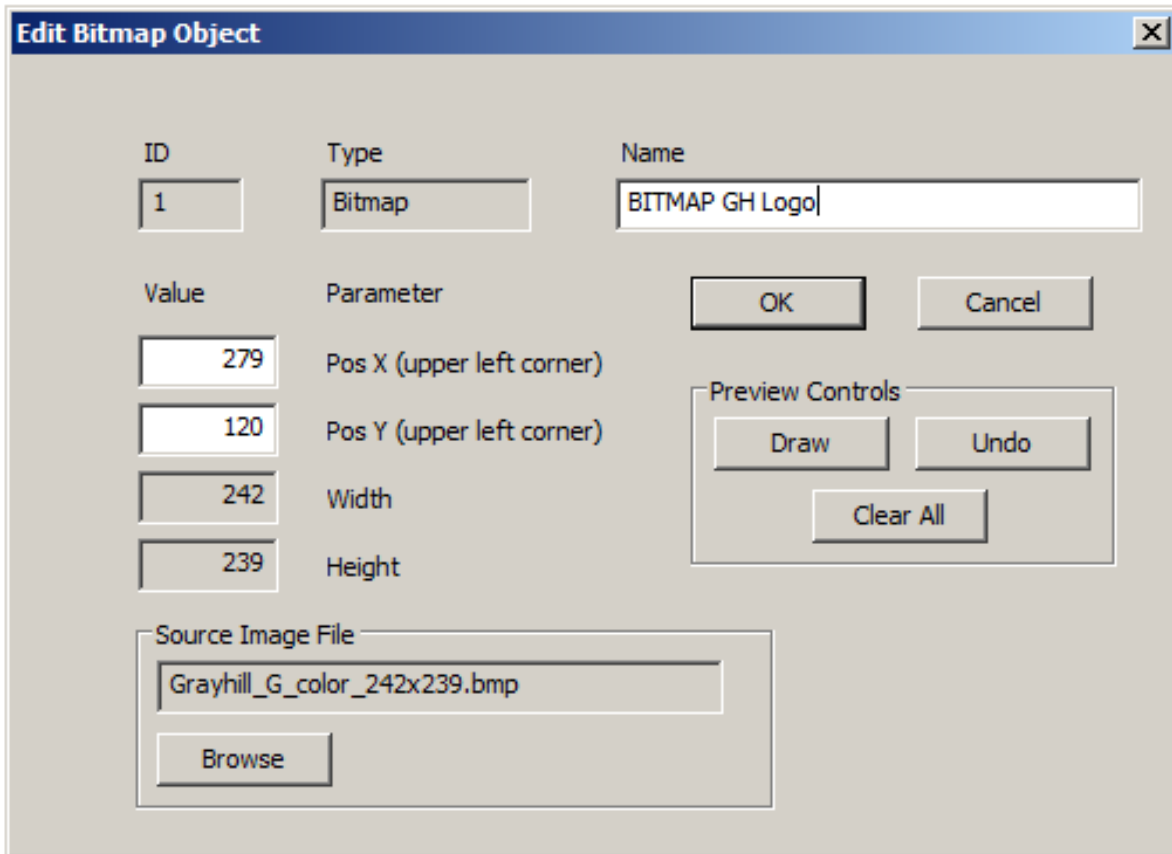 Edit Bitmap Object
ID Type Name
1 Bitmap BITMAP GH Logo
Value Parameter OK Cancel
279 Pos X (upper left corner)
Preview Controls
120 Pos Y (upper left corner) Draw Undo
242 Width
Clear All
239 Height
Source Image File
Grayhill_G_color_242x239.bmp
Browse